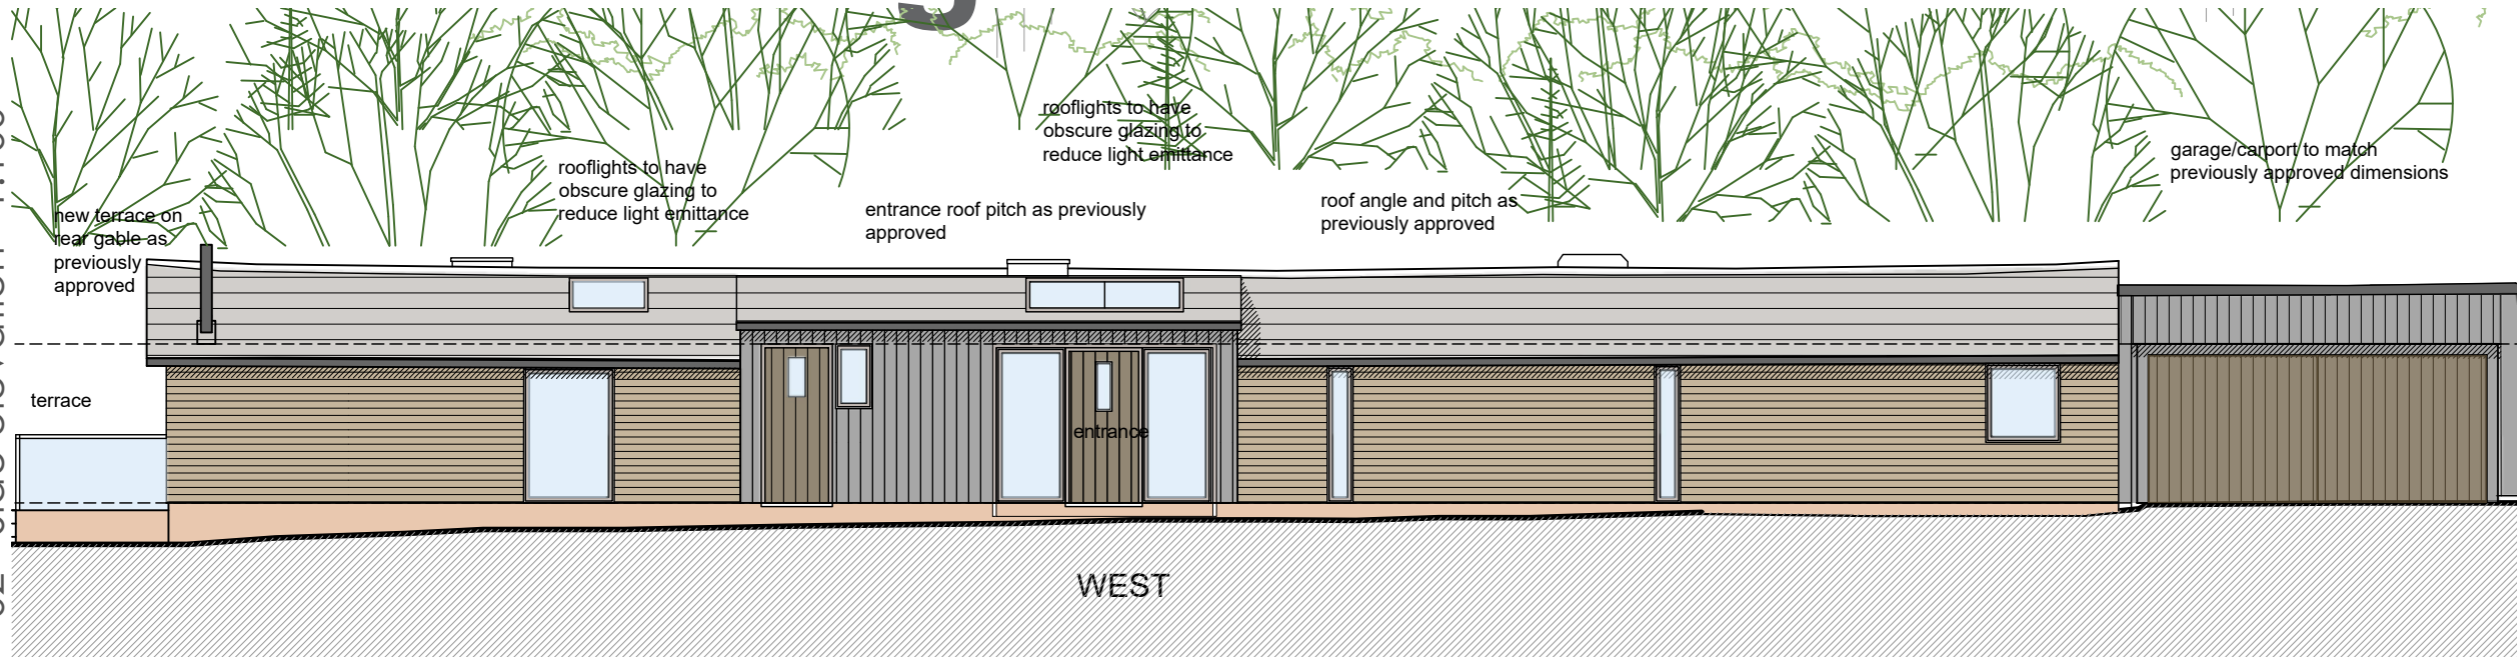 rooflights to have
obscure glazing to
reduce light emittance
rooflights to have
obscure glazing to
reduce light emittance
garage/carport to match
previously approved dimensions
new terrace on
rear gable as
previously
approved
entrance roof pitch as previously
approved
roof angle and pitch as
previously approved
terrace
entrance
WEST